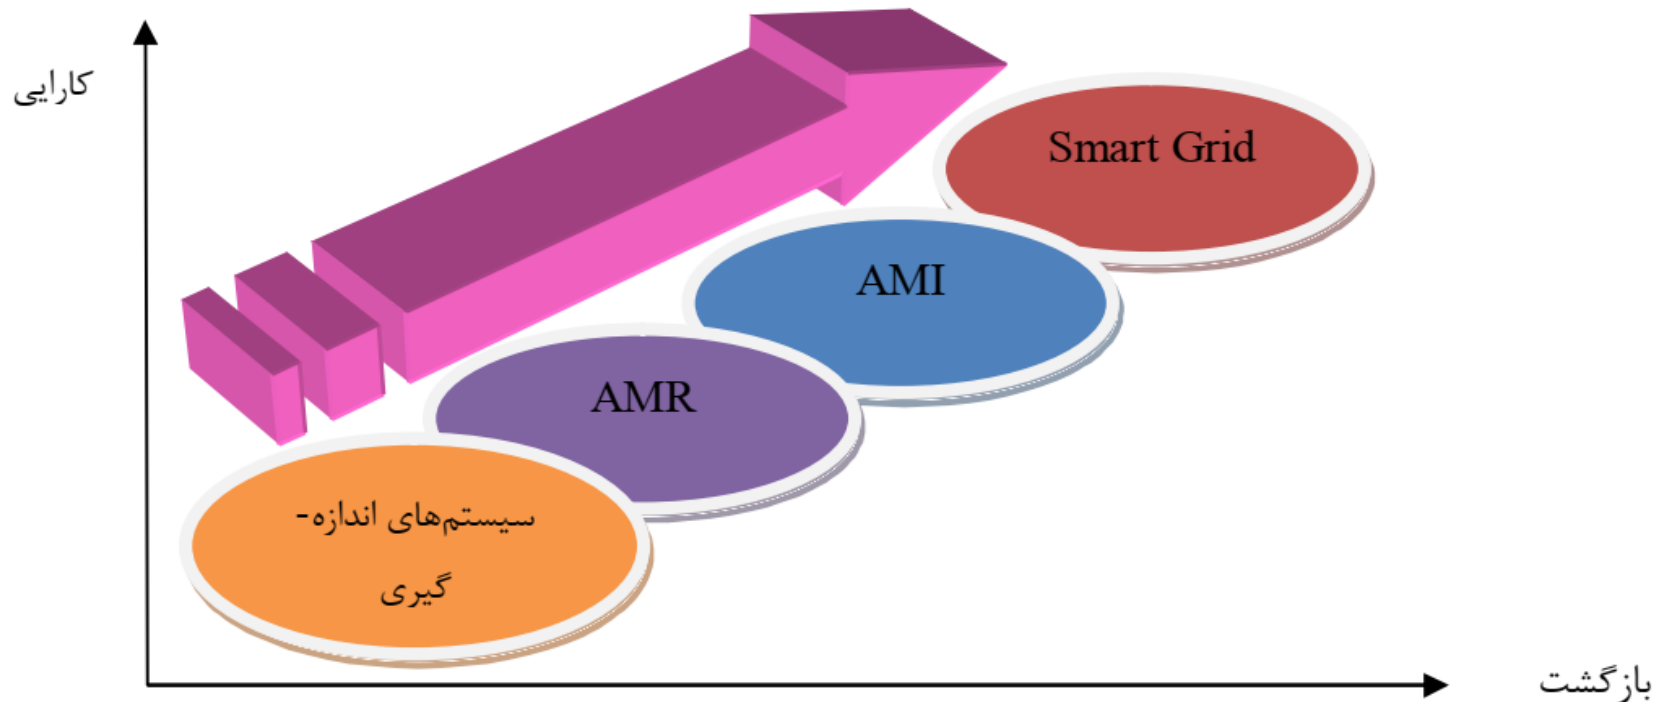 کارایی
Smart Grid
AMI
AMR
سیستم‌های اندازه-
گیری
بازگشت